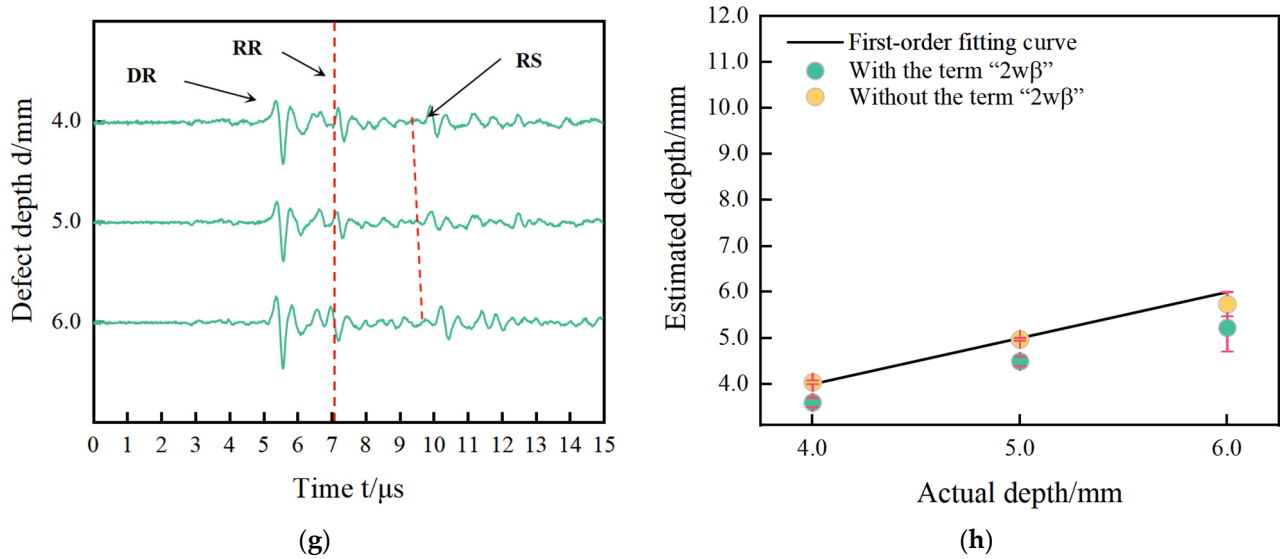 RR
RS
DR
Defect depth d/mm
4.0
5.0
6.0
0 1 2 3 4 5 6 7 8 9 10 11 12 13 14 15
Time t/μs
(g)
12.0
11.0
10.0
9.0
8.0
7.0
6.0
5.0
4.0
Estimated depth/mm
First-order fitting curve
With the term “2wβ”
Without the term “2wβ”
4.0 5.0 6.0
Actual depth/mm
(h)